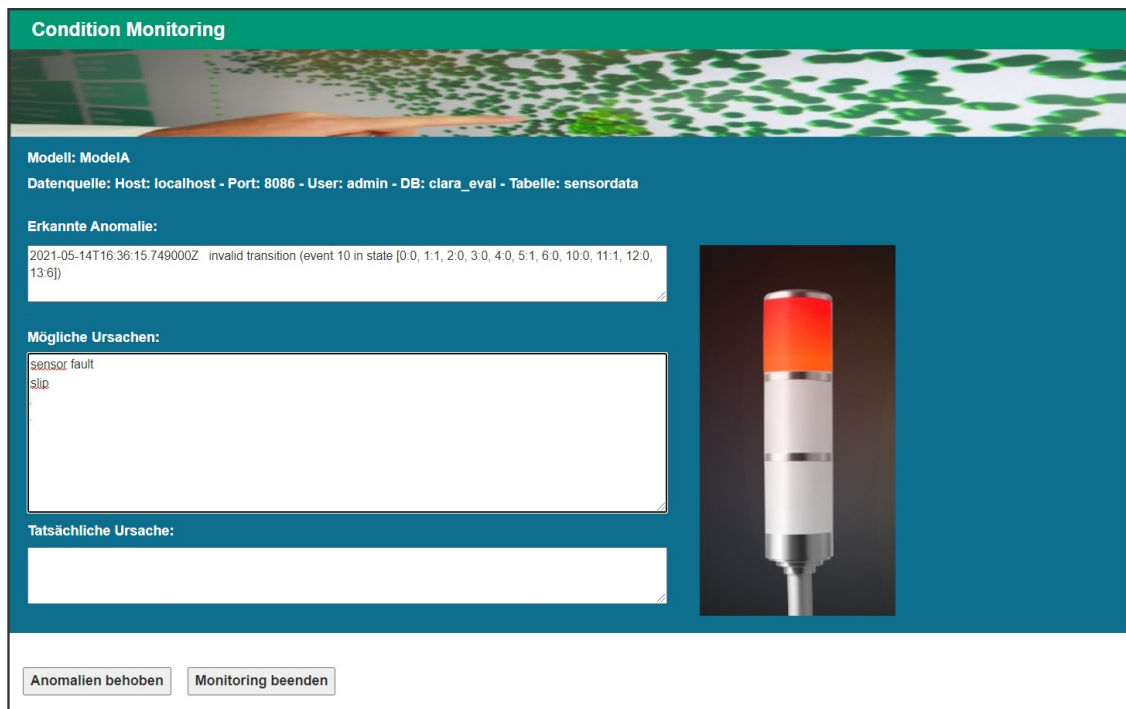 Condition Monitoring
Modell: ModelA
Datenquelle: Host: localhost - Port: 8086 - User: admin - DB: clara_eval - Tabelle: sensordata
Erkannte Anomalie:
2021-05-14T16:36:15.749000Z   invalid transition (event 10 in state [0:0, 1:1, 2:0, 3:0, 4:0, 5:1, 6:0, 10:0, 11:1, 12:0,
13:6])
Mögliche Ursachen:
sensor fault
slip
.
.
Tatsächliche Ursache:
Anomalien behoben
Monitoring beenden